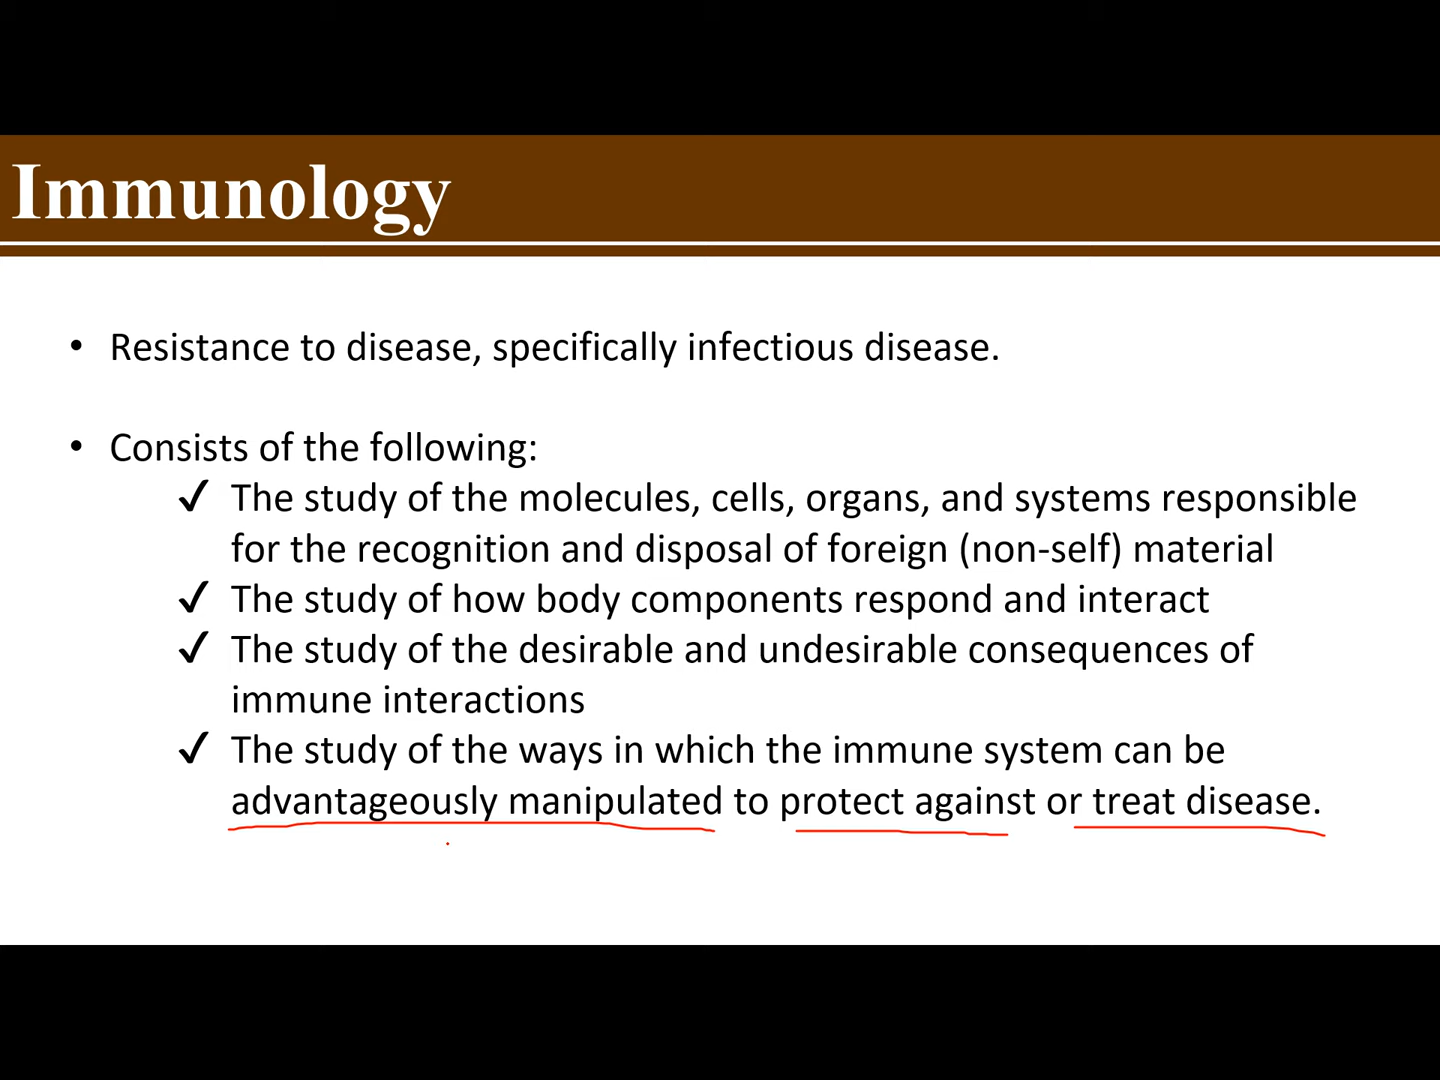 Immunology
• Resistance to disease, specifically infectious disease.
• Consists of the following:
✓ The study of the molecules, cells, organs, and systems responsible
for the recognition and disposal of foreign (non-self) material
✓ The study of how body components respond and interact
✓ The study of the desirable and undesirable consequences of
immune interactions
✓ The study of the ways in which the immune system can be
advantageously manipulated to protect against or treat disease.